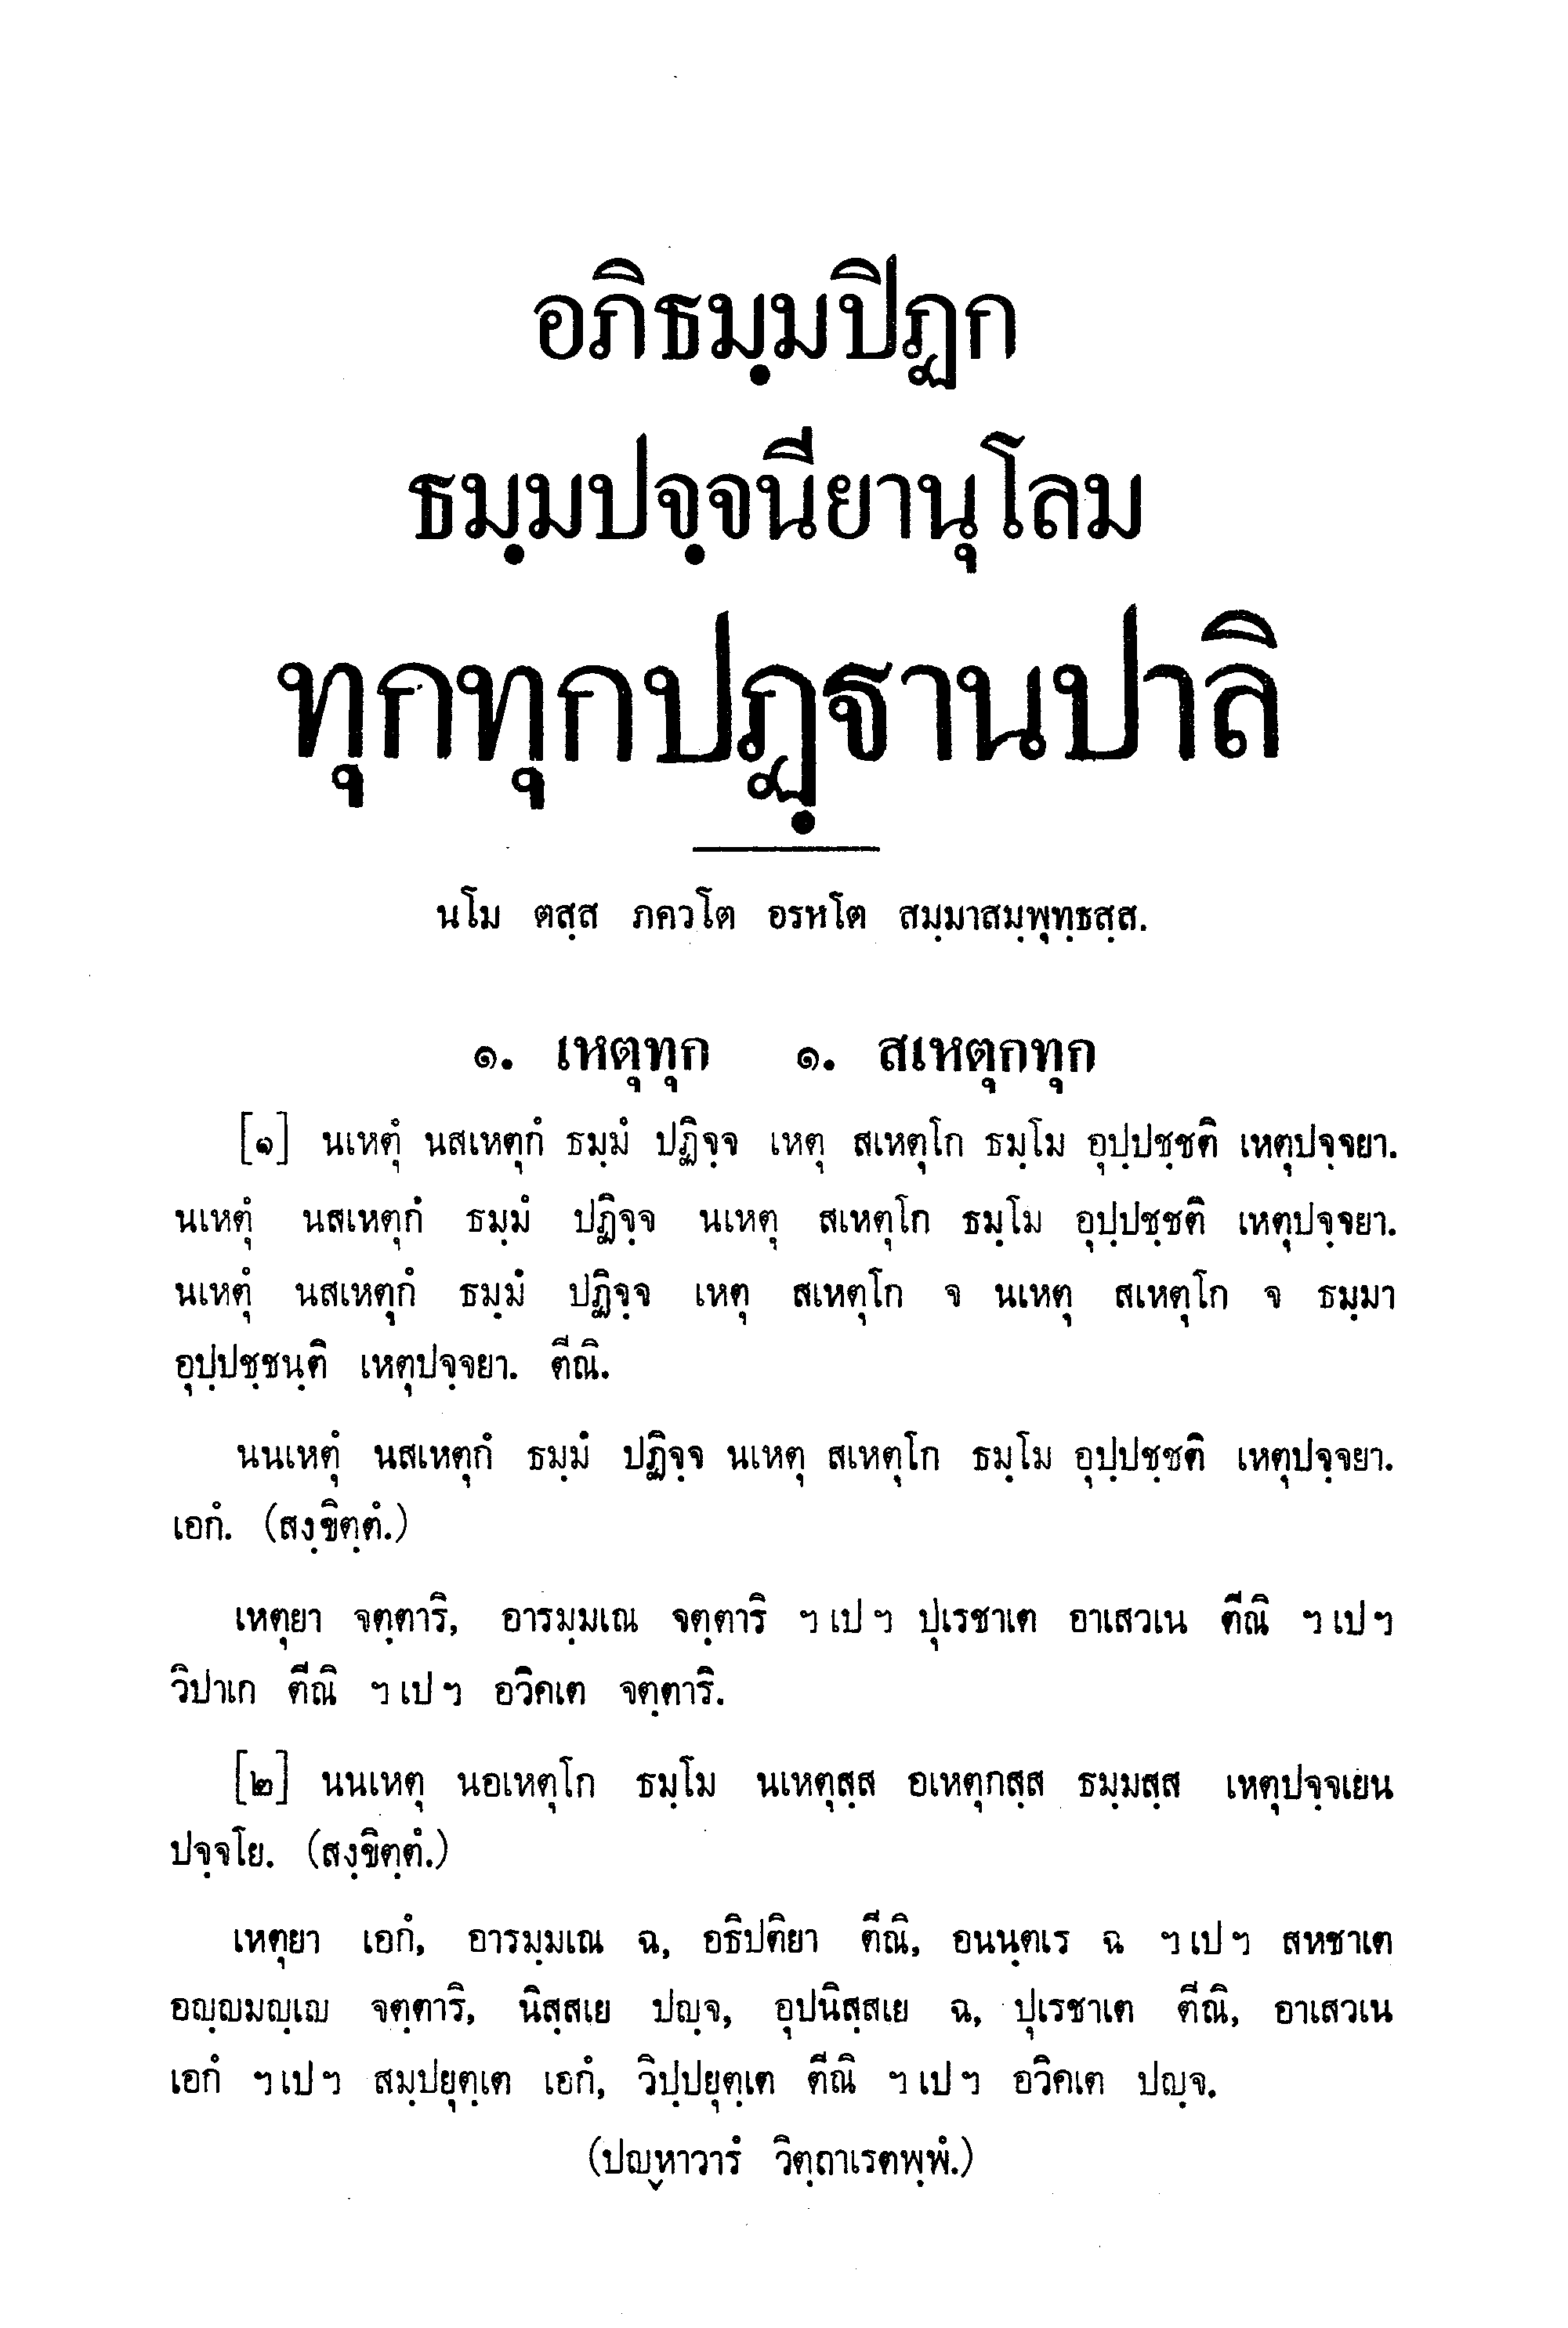 อภิธมฺมปิฏก
ธมฺมปจฺจนียานุโลม
ทุกทุกปฏฺฐานปาลิ
นโม ตสฺส ภควโต อรหโต สมฺมาสมฺพุทฺธสฺส.
๑. เหตุทุก ๑. สเหตุกทุก
[๑] นเหตุํ นสเหตุกํ ธมฺมํ ปฏิจฺจ เหตุ สเหตุโก ธมฺโม อุปฺปชฺชติ เหตุปจฺจยา.
นเหตุํ นสเหตุกํ ธมฺมํ ปฏิจฺจ นเหตุ สเหตุโก ธมฺโม อุปฺปชฺชติ เหตุปจฺจยา.
นเหตุํ นสเหตุกํ ธมฺมํ ปฏิจฺจ เหตุ สเหตุโก จ นเหตุ สเหตุโก จ ธมฺมา
อุปฺปชฺชนฺติ เหตุปจฺจยา. ตีณิ.
นนเหตุํ นสเหตุกํ ธมฺมํ ปฏิจฺจ นเหตุ สเหตุโก ธมฺโม อุปฺปชฺชติ เหตุปจฺจยา.
เอกํ. (สงฺขิตฺตํ.)
เหตุยา จตฺตาริ, อารมฺมเณ จตฺตาริ ฯ เป ฯ ปุเรชาเต อาเสวเน ตีณิ ฯ เป ฯ
วิปาเก ตีณิ ฯ เป ฯ อวิคเต จตฺตาริ.
[๒] นนเหตุ นอเหตุโก ธมฺโม นเหตุสฺส อเหตุกสฺส ธมฺมสฺส เหตุปจฺจเยน
ปจฺจโย. (สงฺขิตฺตํ.)
เหตุยา เอกํ, อารมฺมเณ ฉ, อธิปติยา ตีณิ, อนนฺตเร ฉ ฯ เป ฯ สหชาเต
อญฺญมญฺเญ จตฺตาริ, นิสฺสเย ปญฺจ, อุปนิสฺสเย ฉ, ปุเรชาเต ตีณิ, อาเสวเน
เอกํ ฯ เป ฯ สมฺปยุตฺเต เอกํ, วิปฺปยุตฺเต ตีณิ ฯ เป ฯ อวิคเต ปญฺจ.
(ปญฺหาวารํ วิตฺถาเรตพฺพํ.)